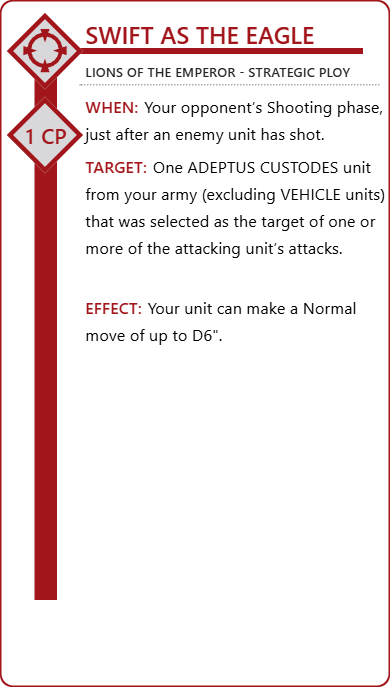 SWIFT AS THE EAGLE
LIONS OF THE EMPEROR - STRATEGIC PLOY
1 CP
WHEN: Your opponent's Shooting phase,
just after an enemy unit has shot.
TARGET: One ADEPTUS CUSTODES unit
from your army (excluding VEHICLE units)
that was selected as the target of one or
more of the attacking unit's attacks.
EFFECT: Your unit can make a Normal
move of up to D6".